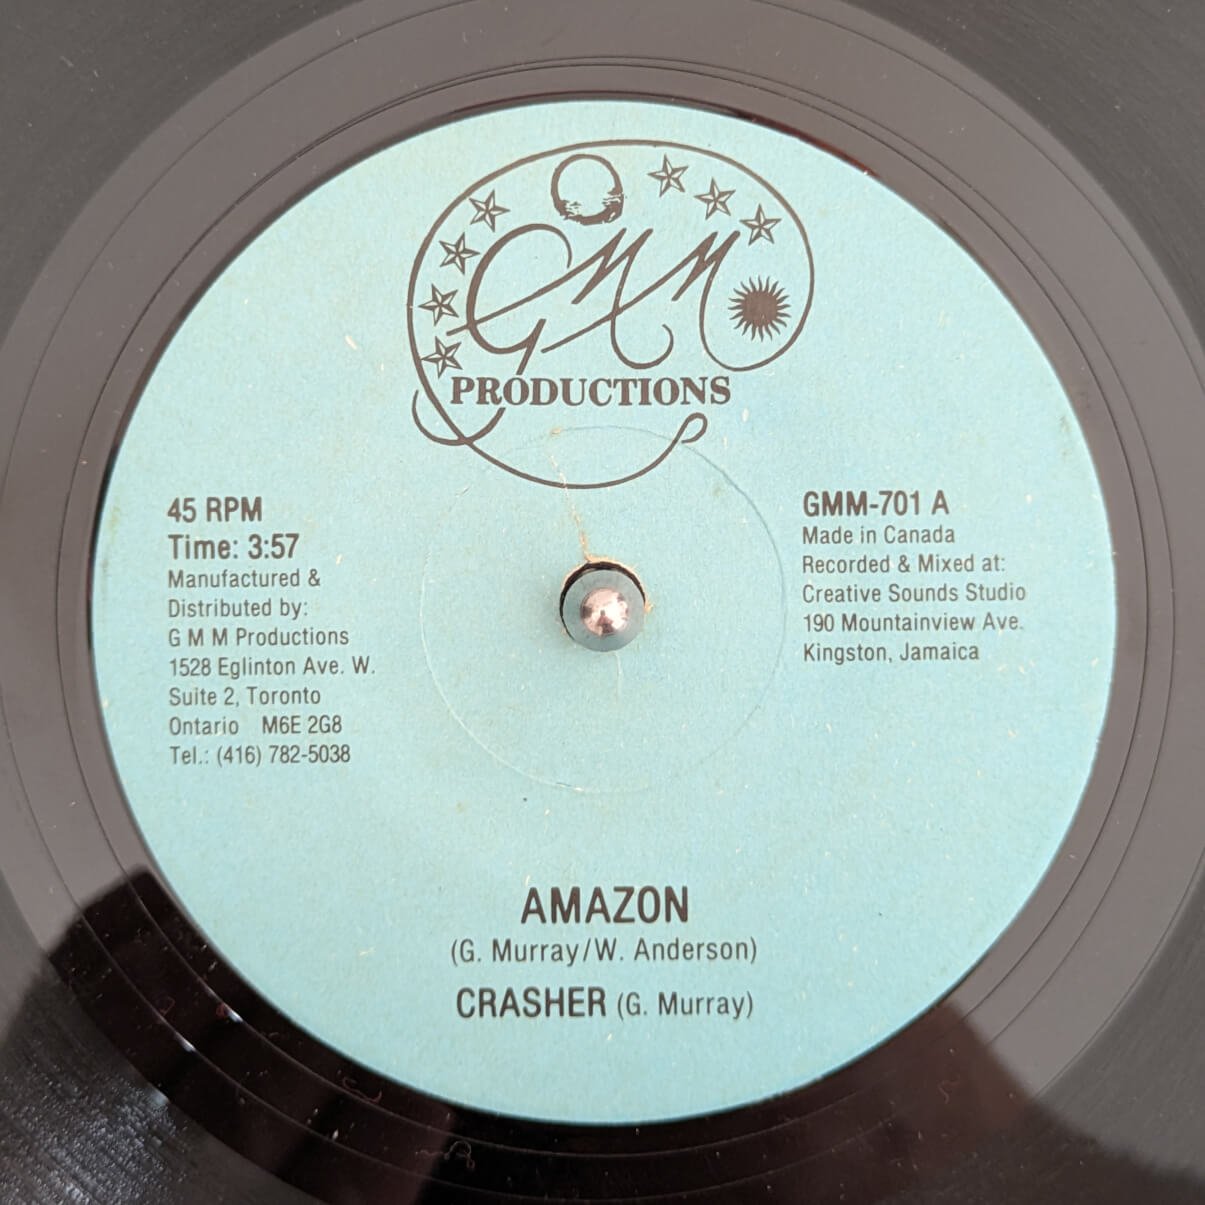 GMM
PRODUCTIONS
45 RPM
Time: 3:57
Manufactured &
Distributed by:
G M M Productions
1528 Eglinton Ave. W.
Suite 2, Toronto
Ontario M6E 2G8
Tel.: (416) 782-5038
GMM-701 A
Made in Canada
Recorded & Mixed at:
Creative Sounds Studio
190 Mountainview Ave.
Kingston, Jamaica
AMAZON
(G. Murray/W. Anderson)
CRASHER (G. Murray)